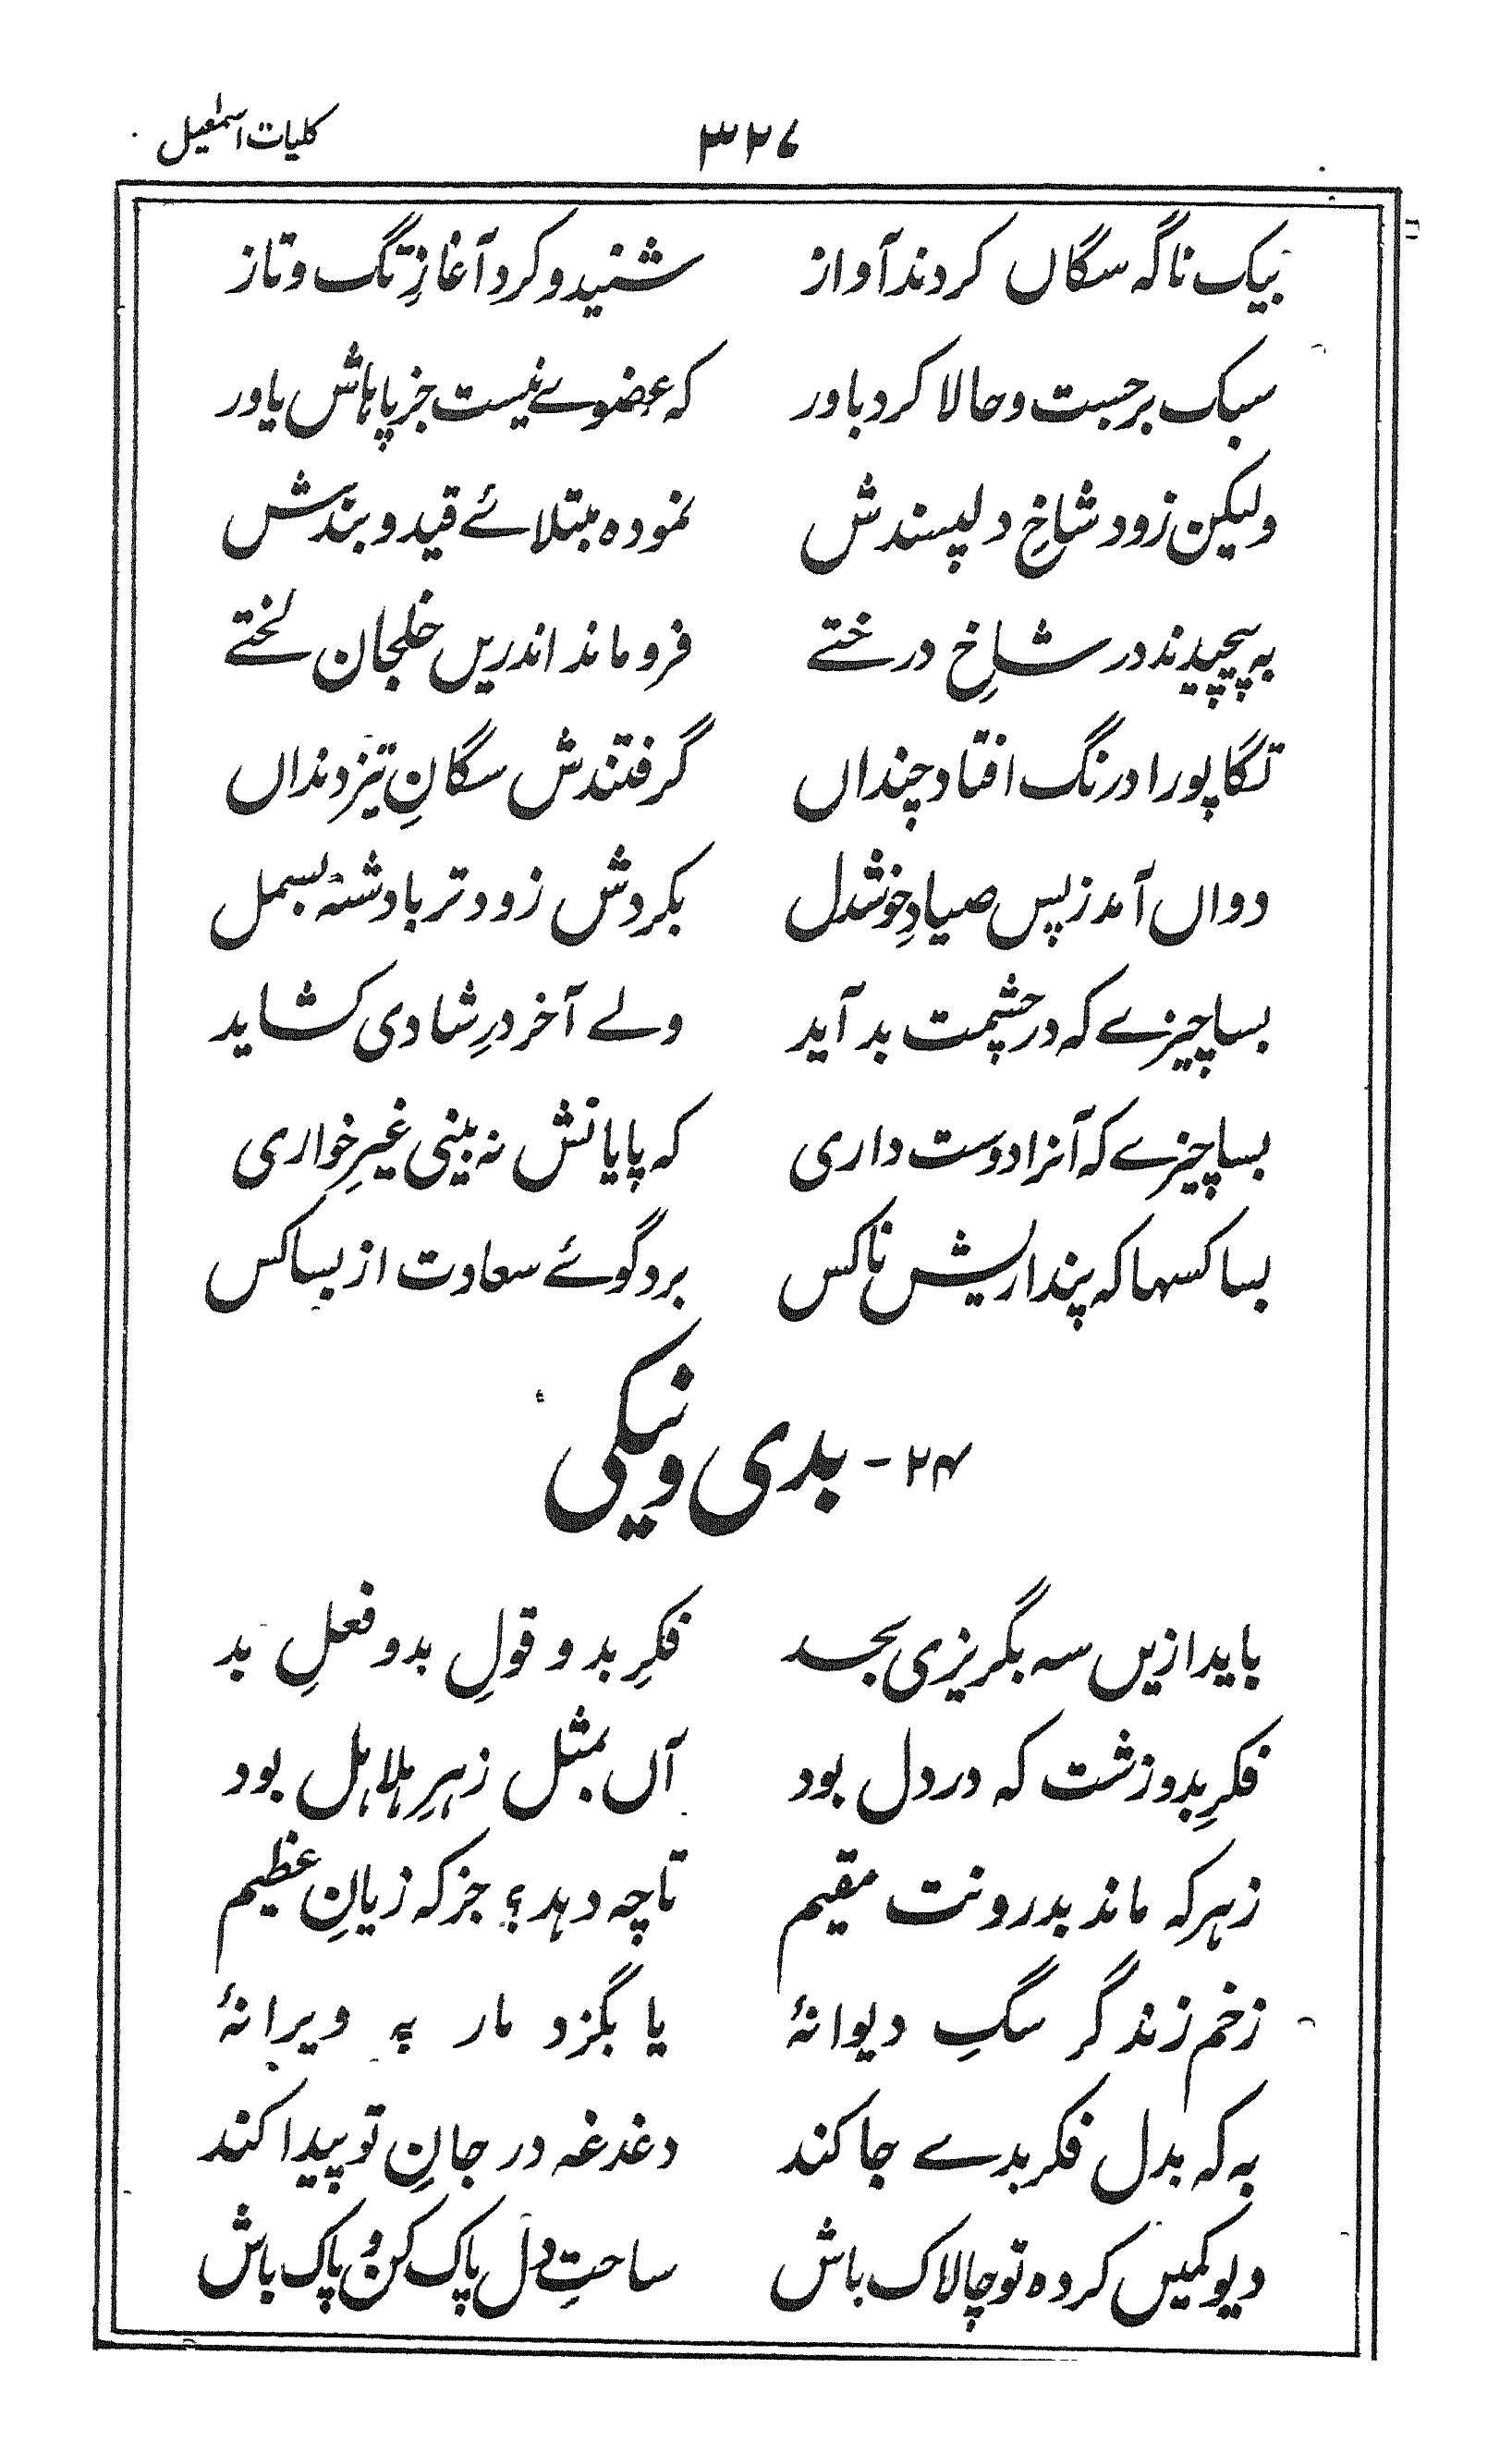 ۳۲۷ کلیات اسمٰعیل
بیک ناگہ سگاں کردند آواز شنید و کرد آغازِ تگ و تاز
سبک برجست و حالا کرد باور کہ عضوے نیست جز پاہاش یاور
ولیکن زود شاخِ دلپسندش نمودہ مبتلائے قید و بندش
بہ پیچیدند در شاخِ درختے فرو ماند اندریں خلجان لختے
تگاپو را درنگ افتاد چنداں گرفتندش سگانِ تیز دنداں
دواں آمد ز پس صیادِ خوشدل بکردش زود تر با دشنہ بسمل
بسا چیزے کہ در چشمت بد آید ولے آخر درِ شادی کشاید
بسا چیزے کہ آنرا دوست داری کہ پایانش نہ بینی غیرِ خواری
بسا کسہا کہ پنداریش ناکس برد گوئے سعادت از بسا کس
۲۴- بدی و نیکی
باید ازیں سہ بگریزی بحد فکرِ بد و قولِ بد و فعلِ بد
فکرِ بد و زشت کہ در دل بود آں بمثل زہرِ ہلاہل بود
زہر کہ ماند بدرونت مقیم تا چہ دہد؟ جز کہ زیانِ عظیم
زخم زند گر سگِ دیوانۂ یا بگزد مار بہ ویرانۂ
بہ کہ بدل فکر بدے جا کند دغدغہ در جانِ تو پیدا کند
دیو کمیں کردہ تو چالاک باش ساحتِ دل پاک کن و پاک باش